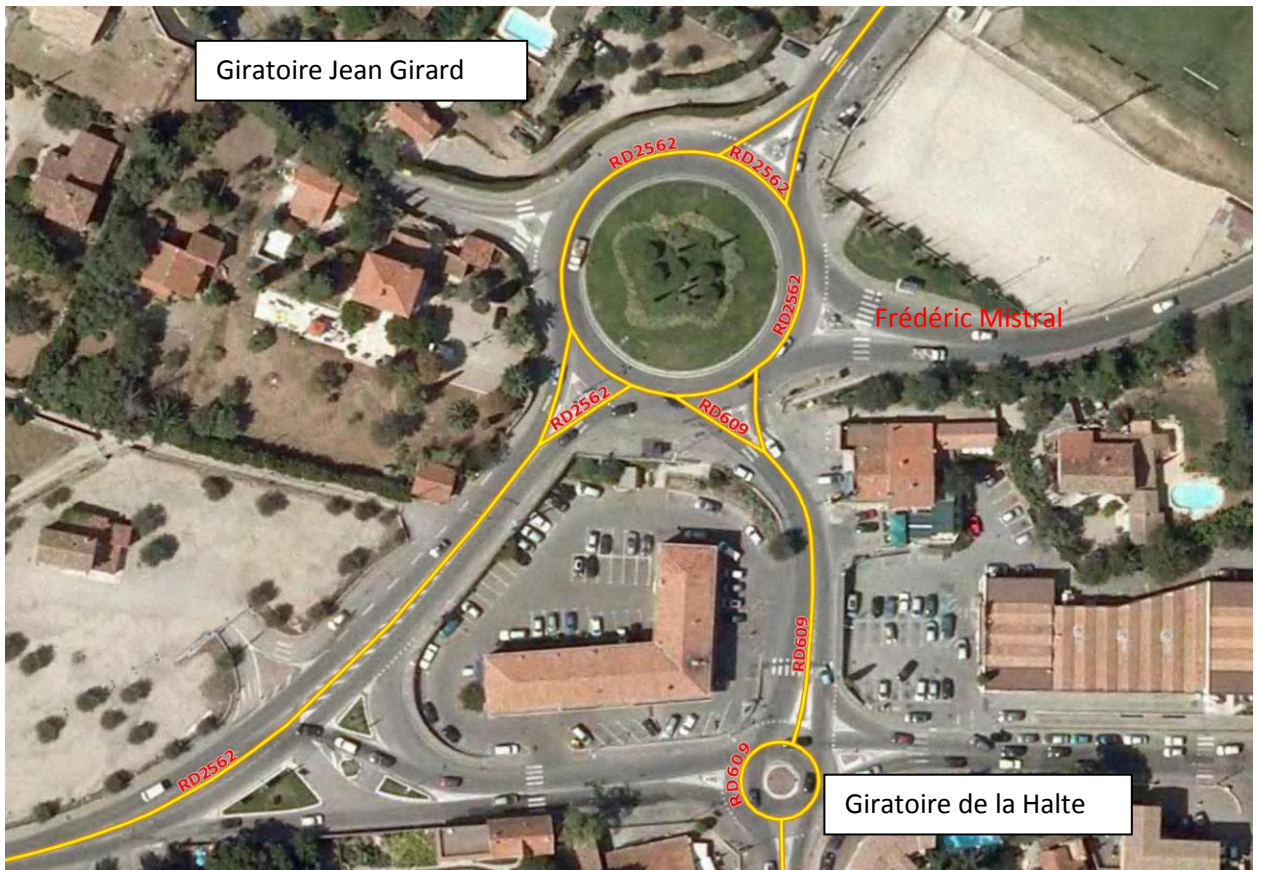 Giratoire Jean Girard
RD2562
RD2562
RD2562
Frédéric Mistral
RD2562
RD609
RD609
RD2562
RD609
Giratoire de la Halte